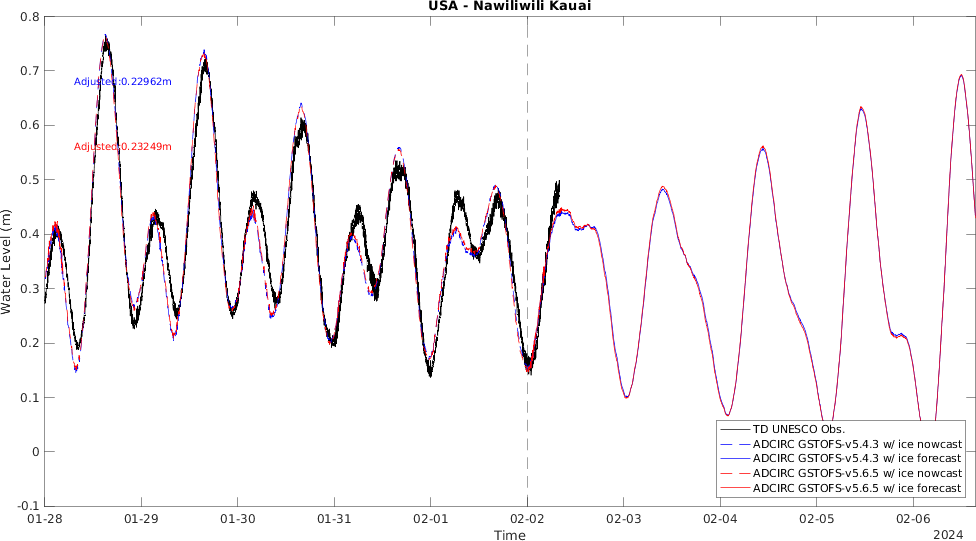 USA - Nawiliwili Kauai
0.8
0.7
0.6
0.5
0.4
0.3
0.2
0.1
0
-0.1
Water Level (m)
Adjusted:0.22962m
Adjusted:0.23249m
TD UNESCO Obs.
ADCIRC GSTOFS-v5.4.3 w/ ice nowcast
ADCIRC GSTOFS-v5.4.3 w/ ice forecast
ADCIRC GSTOFS-v5.6.5 w/ ice nowcast
ADCIRC GSTOFS-v5.6.5 w/ ice forecast
01-28 01-29 01-30 01-31 02-01 02-02 02-03 02-04 02-05 02-06
Time
2024